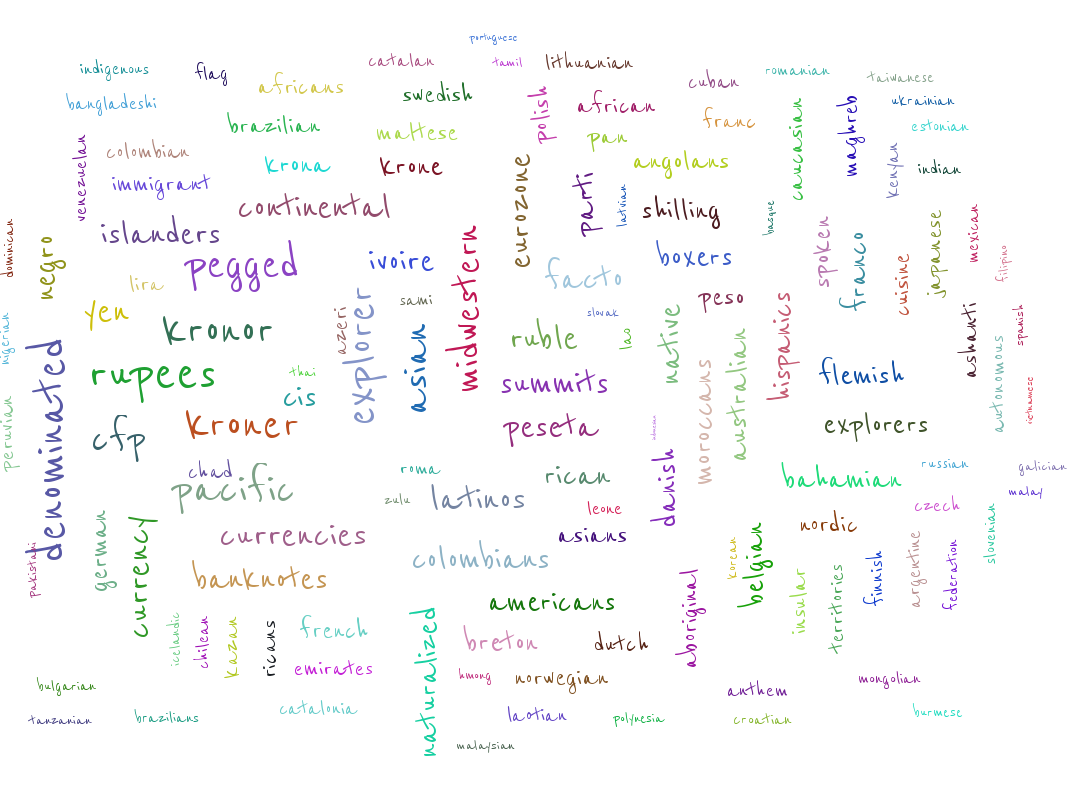 portuguese
catalan
tamil
lithuanian
indigenous
flag
africans
cuban
romanian
taiwanese
bangladeshi
swedish
polish
african
caucasian
maghreb
ukrainian
brazilian
maltese
pan
franc
estonian
venezuelan
colombian
krona
krone
eurozone
angolans
kenyan
indian
immigrant
continental
parti
latvian
shilling
basque
dominican
negro
islanders
midwestern
spoken
franco
japanese
mexican
pegged
ivoire
facto
boxers
cuisine
filipino
lira
yen
explorer
sami
slovak
peso
hispanics
nigerian
kronor
azeri
asian
ruble
lao
native
australian
ashanti
spanish
denominated
rupees
thai
cis
summits
moroccans
flemish
autonomous
vietnamese
peruvian
cfp
kroner
peseta
explorers
chad
pacific
roma
zulu
latinos
rican
leone
danish
bahamian
russian
galician
malay
german
currency
currencies
asians
nordic
czech
slovenian
pakistani
banknotes
colombians
korean
belgian
insular
finnish
argentine
federation
americans
aboriginal
territories
icelandic
chilean
kazan
ricans
french
naturalized
breton
dutch
emirates
hmong
norwegian
mongolian
bulgarian
anthem
tanzanian
brazilians
catalonia
laotian
polynesia
croatian
burmese
malaysian